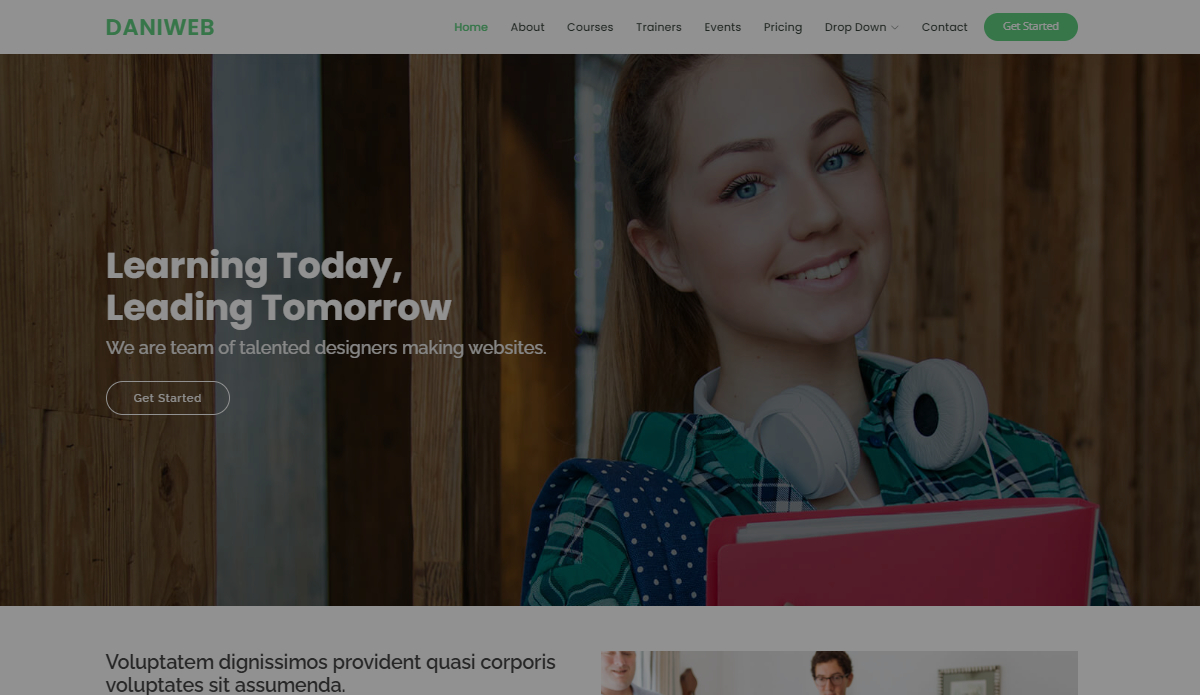 DANIWEB
Home About Courses Trainers Events Pricing Drop Down Contact Get Started
Learning Today,
Leading Tomorrow
We are team of talented designers making websites.
Get Started
Voluptatem dignissimos provident quasi corporis
voluptates sit assumenda.